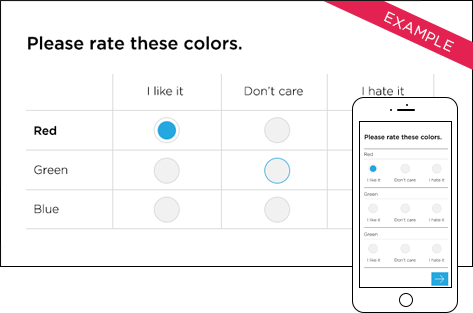 EXAMPLE
Please rate these colors.
I like it Don't care I hate it
Red
Green
Blue
Please rate these colors.
Red
I like it Don't care I hate it
Green
I like it Don't care I hate it
Green
I like it Don't care I hate it